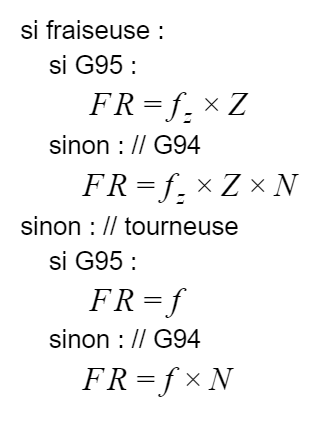 si fraiseuse :
si G95 :
FR = f_z × Z
sinon : // G94
FR = f_z × Z × N
sinon : // tourneuse
si G95 :
FR = f
sinon : // G94
FR = f × N